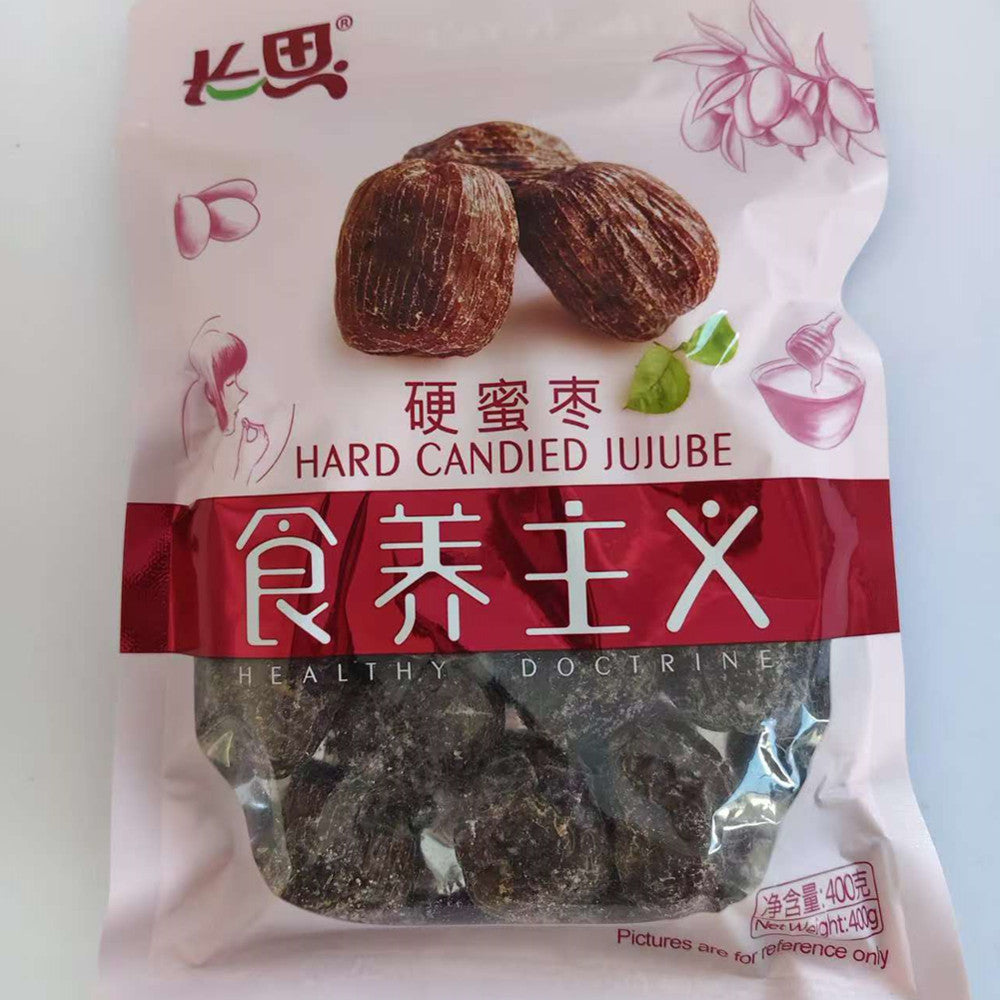 长思®
硬蜜枣
HARD CANDIED JUJUBE
食养主义
HEALTHY DOCTRINE
净含量:400克
Net Weight:400g
Pictures are for reference only